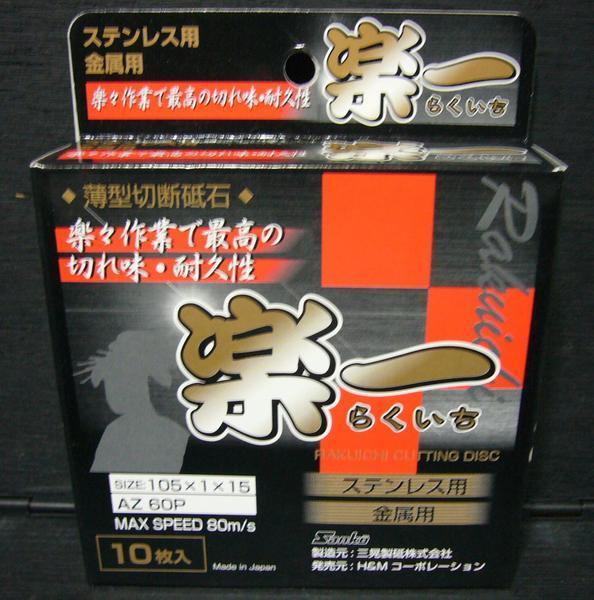 ステンレス用
金属用
楽々作業で最高の切れ味・耐久性
楽一
らくいち
薄型切断砥石
楽々作業で最高の
切れ味・耐久性
Rakuichi
楽一
らくいち
RAKUICHI CUTTING DISC
SIZE: 105×1×15
AZ 60P
MAX SPEED 80m/s
ステンレス用
金属用
10枚入
Made in Japan
Sanko
製造元:三晃製砥株式会社
発売元:H&M コーポレーション